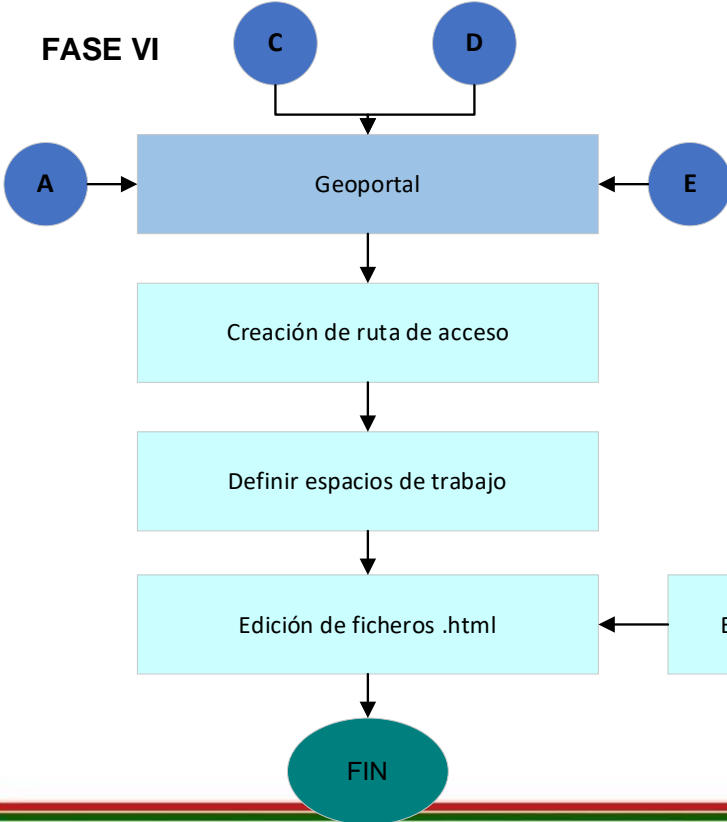 FASE VI
C
D
A
Geoportal
E
Creación de ruta de acceso
Definir espacios de trabajo
Edición de ficheros .html
FIN